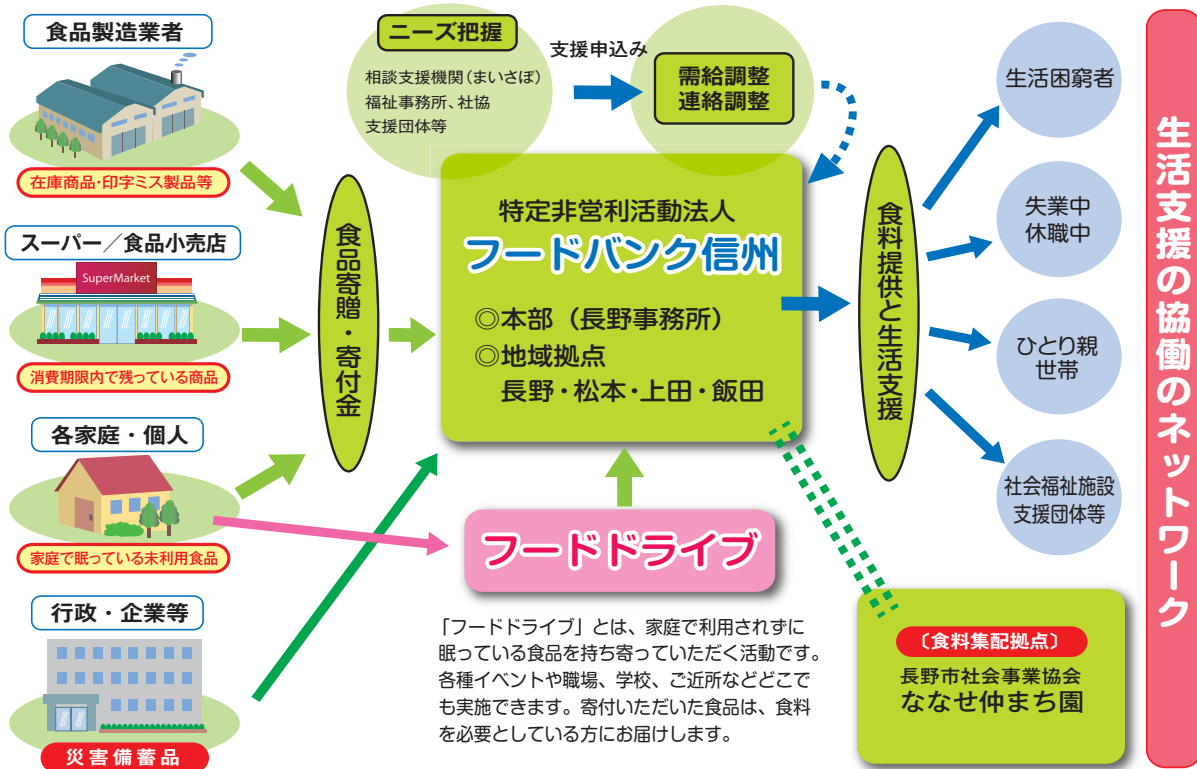 食品製造業者
在庫商品・印字ミス製品等
スーパー／食品小売店
SuperMarket
消費期限内で残っている商品
各家庭・個人
家庭で眠っている未利用食品
行政・企業等
災害備蓄品
食品寄贈・寄付金
ニーズ把握
相談支援機関（まいさぽ）
福祉事務所、社協
支援団体等
支援申込み
需給調整
連絡調整
特定非営利活動法人
フードバンク信州
◎本部（長野事務所）
◎地域拠点
長野・松本・上田・飯田
フードドライブ
「フードドライブ」とは、家庭で利用されずに
眠っている食品を持ち寄っていただく活動です。
各種イベントや職場、学校、ご近所などどこで
も実施できます。寄付いただいた食品は、食料
を必要としている方にお届けします。
食料提供と生活支援
生活困窮者
失業中
休職中
ひとり親
世帯
社会福祉施設
支援団体等
〔食料集配拠点〕
長野市社会事業協会
ななせ仲まち園
生活支援の協働のネットワーク